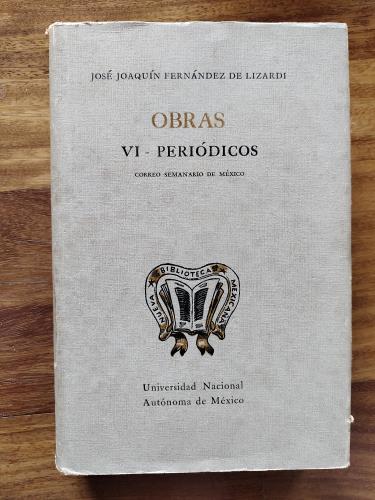 JOSÉ JOAQUÍN FERNÁNDEZ DE LIZARDI
OBRAS
VI - PERIÓDICOS
CORREO SEMANARIO DE MÉXICO
NUEVA BIBLIOTECA MEXICANA
Universidad Nacional
Autónoma de México